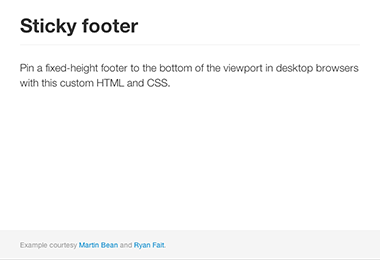 Sticky footer
Pin a fixed-height footer to the bottom of the viewport in desktop browsers
with this custom HTML and CSS.
Example courtesy Martin Bean and Ryan Fait.